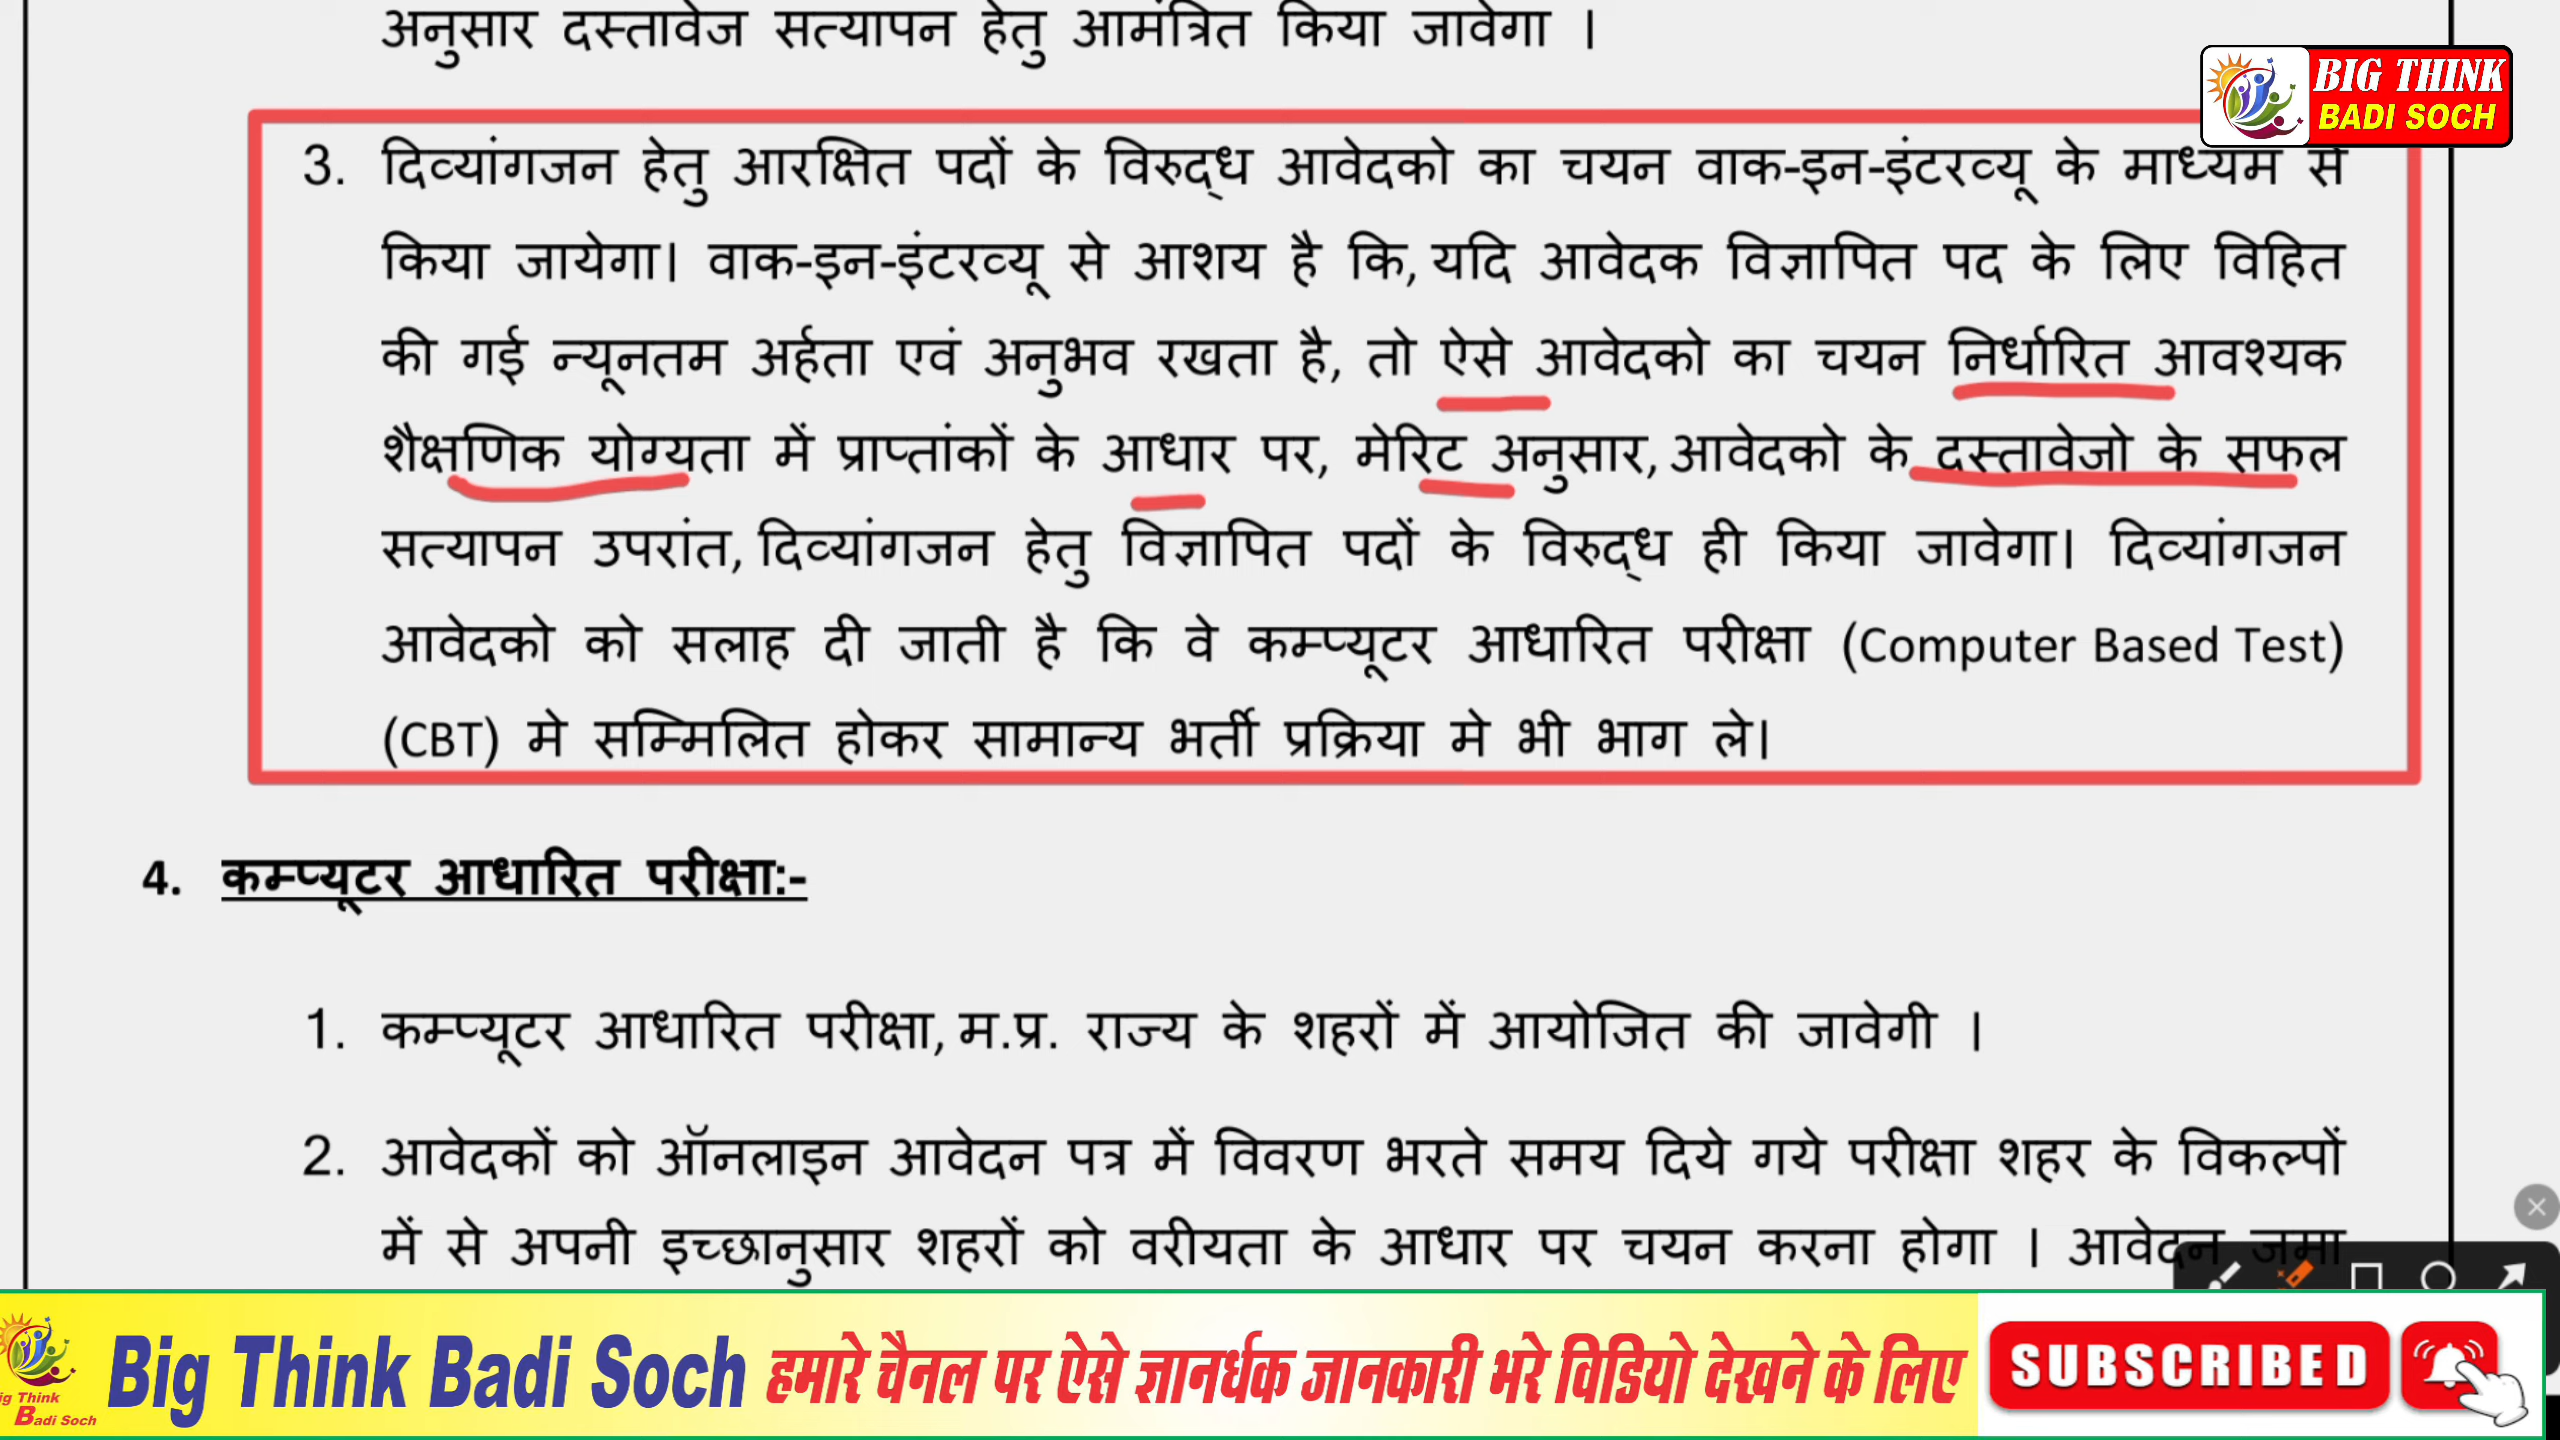 अनुसार दस्तावेज सत्यापन हेतु आमंत्रित किया जावेगा ।
BIG THINK
BADI SOCH
3. दिव्यांगजन हेतु आरक्षित पदों के विरुद्ध आवेदको का चयन वाक-इन-इंटरव्यू के माध्यम से
किया जायेगा। वाक-इन-इंटरव्यू से आशय है कि, यदि आवेदक विज्ञापित पद के लिए विहित
की गई न्यूनतम अर्हता एवं अनुभव रखता है, तो ऐसे आवेदको का चयन निर्धारित आवश्यक
शैक्षणिक योग्यता में प्राप्तांकों के आधार पर, मेरिट अनुसार, आवेदको के दस्तावेजो के सफल
सत्यापन उपरांत, दिव्यांगजन हेतु विज्ञापित पदों के विरुद्ध ही किया जावेगा। दिव्यांगजन
आवेदको को सलाह दी जाती है कि वे कम्प्यूटर आधारित परीक्षा (Computer Based Test)
(CBT) मे सम्मिलित होकर सामान्य भर्ती प्रक्रिया मे भी भाग ले।
4. कम्प्यूटर आधारित परीक्षा:-
1. कम्प्यूटर आधारित परीक्षा, म.प्र. राज्य के शहरों में आयोजित की जावेगी ।
2. आवेदकों को ऑनलाइन आवेदन पत्र में विवरण भरते समय दिये गये परीक्षा शहर के विकल्पों
में से अपनी इच्छानुसार शहरों को वरीयता के आधार पर चयन करना होगा । आवेदन जमा
Big Think Badi Soch हमारे चैनल पर ऐसे ज्ञानर्धक जानकारी भरे विडियो देखने के लिए
SUBSCRIBED
ig Think
Badi Soch